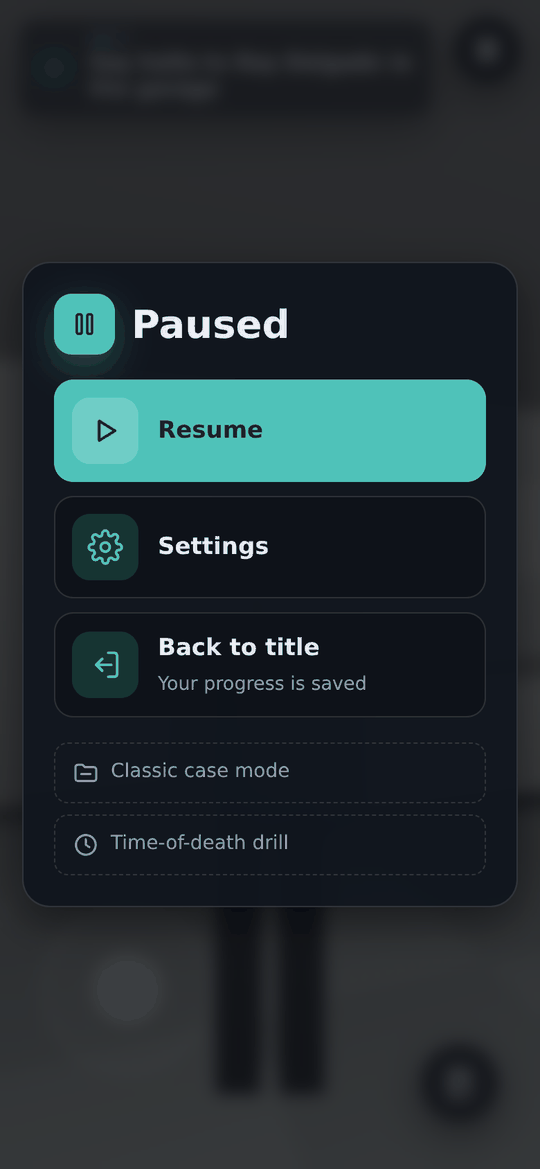 Paused
Resume
Settings
Back to title
Your progress is saved
Classic case mode
Time-of-death drill